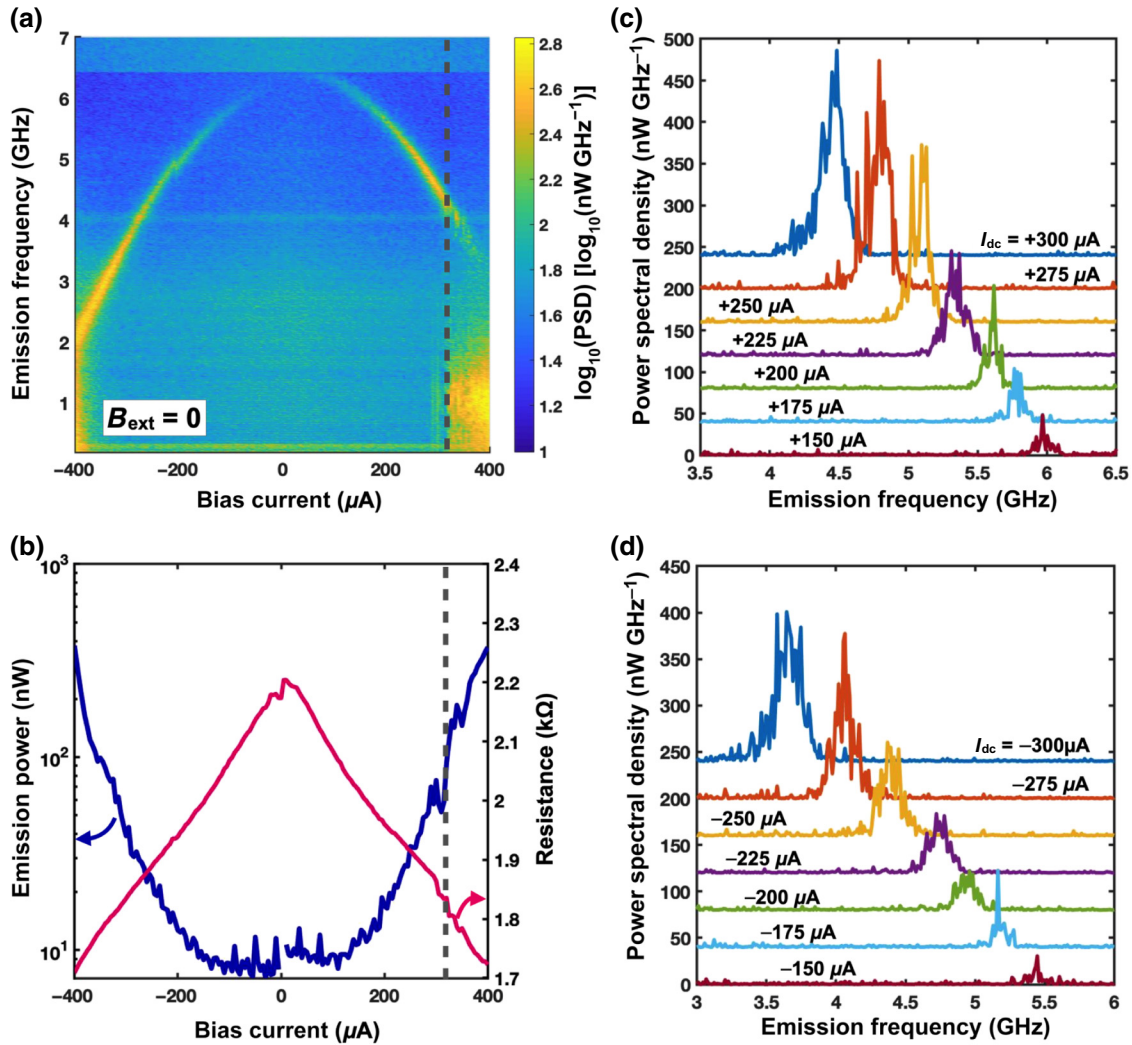 (a)
7
6
5
4
3
2
1
Emission frequency (GHz)
B_ext = 0
−400
−200
0
200
400
Bias current (µA)
2.8
2.6
2.4
2.2
2
1.8
1.6
1.4
1.2
1
log₁₀(PSD) [log₁₀(nW GHz⁻¹)]
(b)
10³
10²
10¹
Emission power (nW)
2.4
2.3
2.2
2.1
2
1.9
1.8
1.7
Resistance (kΩ)
−400
−200
0
200
400
Bias current (µA)
(c)
500
450
400
350
300
250
200
150
100
50
0
Power spectral density (nW GHz⁻¹)
I_dc = +300 µA
+275 µA
+250 µA
+225 µA
+200 µA
+175 µA
+150 µA
3.5
4
4.5
5
5.5
6
6.5
Emission frequency (GHz)
(d)
450
400
350
300
250
200
150
100
50
0
Power spectral density (nW GHz⁻¹)
I_dc = −300µA
−275 µA
−250 µA
−225 µA
−200 µA
−175 µA
−150 µA
3
3.5
4
4.5
5
5.5
6
Emission frequency (GHz)